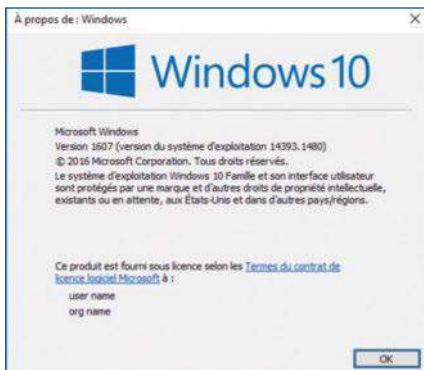 À propos de : Windows
Windows 10
Microsoft Windows
Version 1607 (version du système d'exploitation 14393.1480)
© 2016 Microsoft Corporation. Tous droits réservés.
Le système d'exploitation Windows 10 Famille et son interface utilisateur
sont protégés par une marque et d'autres droits de propriété intellectuelle,
existants ou en attente, aux États-Unis et dans d'autres pays/régions.
Ce produit est fourni sous licence selon les Termes du contrat de
licence logiciel Microsoft à :
user name
org name
OK